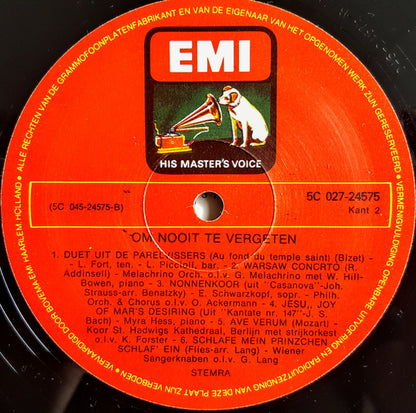 ALLE RECHTEN VAN DE GRAMMOFOONPLATENFABRIKANT EN VAN DE EIGENAAR VAN HET OPGENOMEN WERK ZIJN GERESERVEERD • VERMENIGVULDIGING, OPENBARE UITVOERING EN RADIOUITZENDING VAN DEZE PLAAT ZIJN VERBODEN • VERVAARDIGD DOOR BOVEMA EMI HAARLEM HOLLAND •
EMI
HIS MASTER'S VOICE
(5C 045-24575-B)
5C 027-24575
Kant 2
OM NOOIT TE VERGETEN
1. DUET UIT DE PARELVISSERS (Au fond du temple saint) (Bizet) -
L. Fort, ten. - L. Piccioli, bar. - 2. WARSAW CONCRTO (R.
Addinsell) - Melachrino Orch. o.l.v. G. Melachrino met W. Hill-
Bowen, piano - 3. NONNENKOOR (uit "Casanova"-Joh.
Strauss-arr. Benatzky) - E. Schwarzkopf, sopr. - Philh.
Orch. & Chorus o.l.v. O. Ackermann - 4. JESU, JOY
OF MAR'S DESIRING (Uit "Kantate nr. 147"-J. S.
Bach) - Myra Hess, piano - 5. AVE VERUM (Mozart) -
Koor St. Hedwigs Kathedraal, Berlijn met strijkorkest
o.l.v. K. Forster - 6. SCHLAFE MEIN PRINZCHEN
SCHLAF' EIN (Flies-arr. Lang) - Wiener
Sängerknaben o.l.v. G. Lang
STEMRA